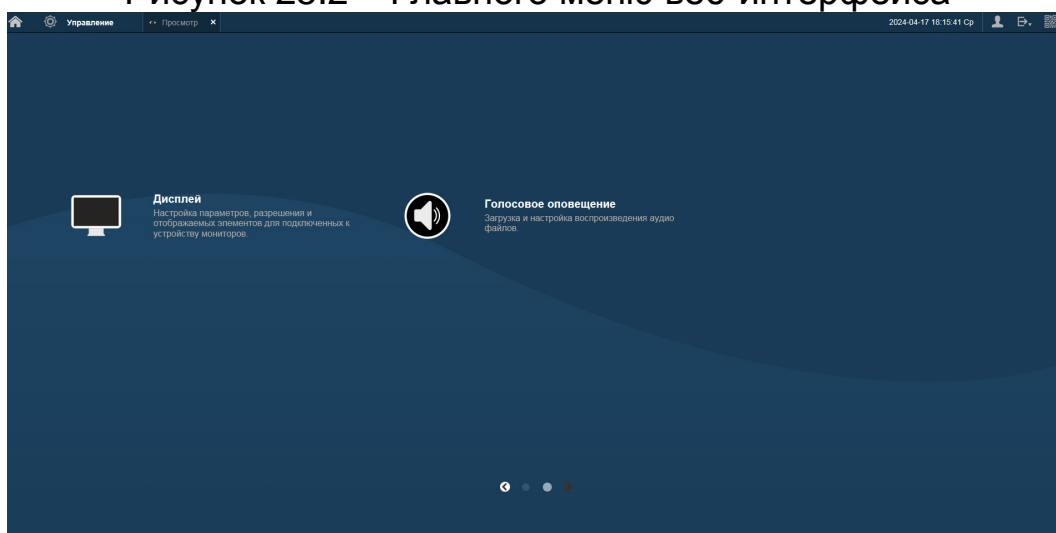 Рисунок 25.2 – Главного меню веб-интерфейса
Управление
Просмотр
2024-04-17 18:15:41 Ср
Дисплей
Настройка параметров, разрешения и
отображаемых элементов для подключенных к
устройству мониторов.
Голосовое оповещение
Загрузка и настройка воспроизведения аудио
файлов.